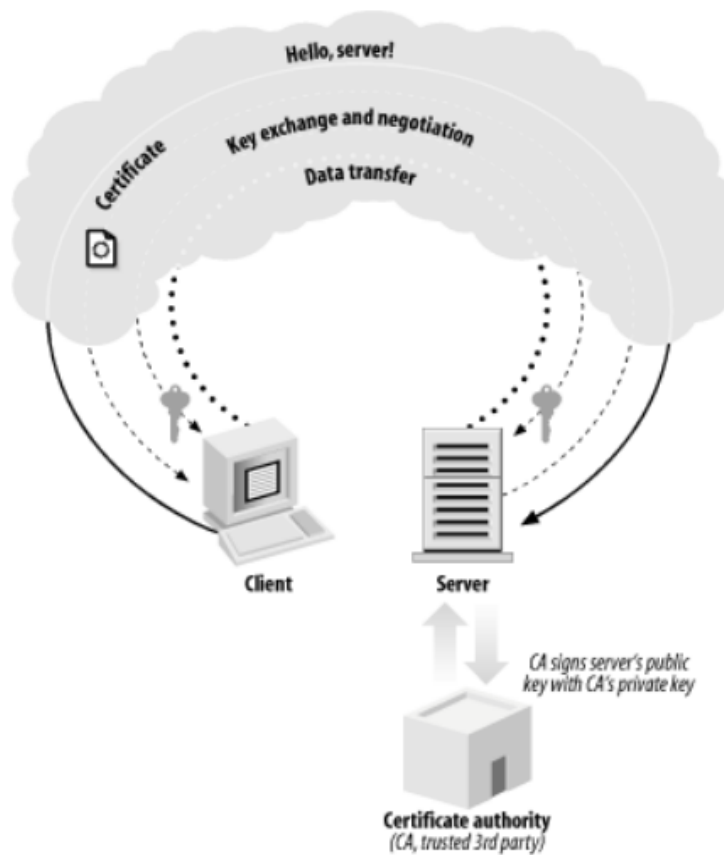 Hello, server!
Certificate
Key exchange and negotiation
Data transfer
Client
Server
CA signs server's public
key with CA's private key
Certificate authority
(CA, trusted 3rd party)